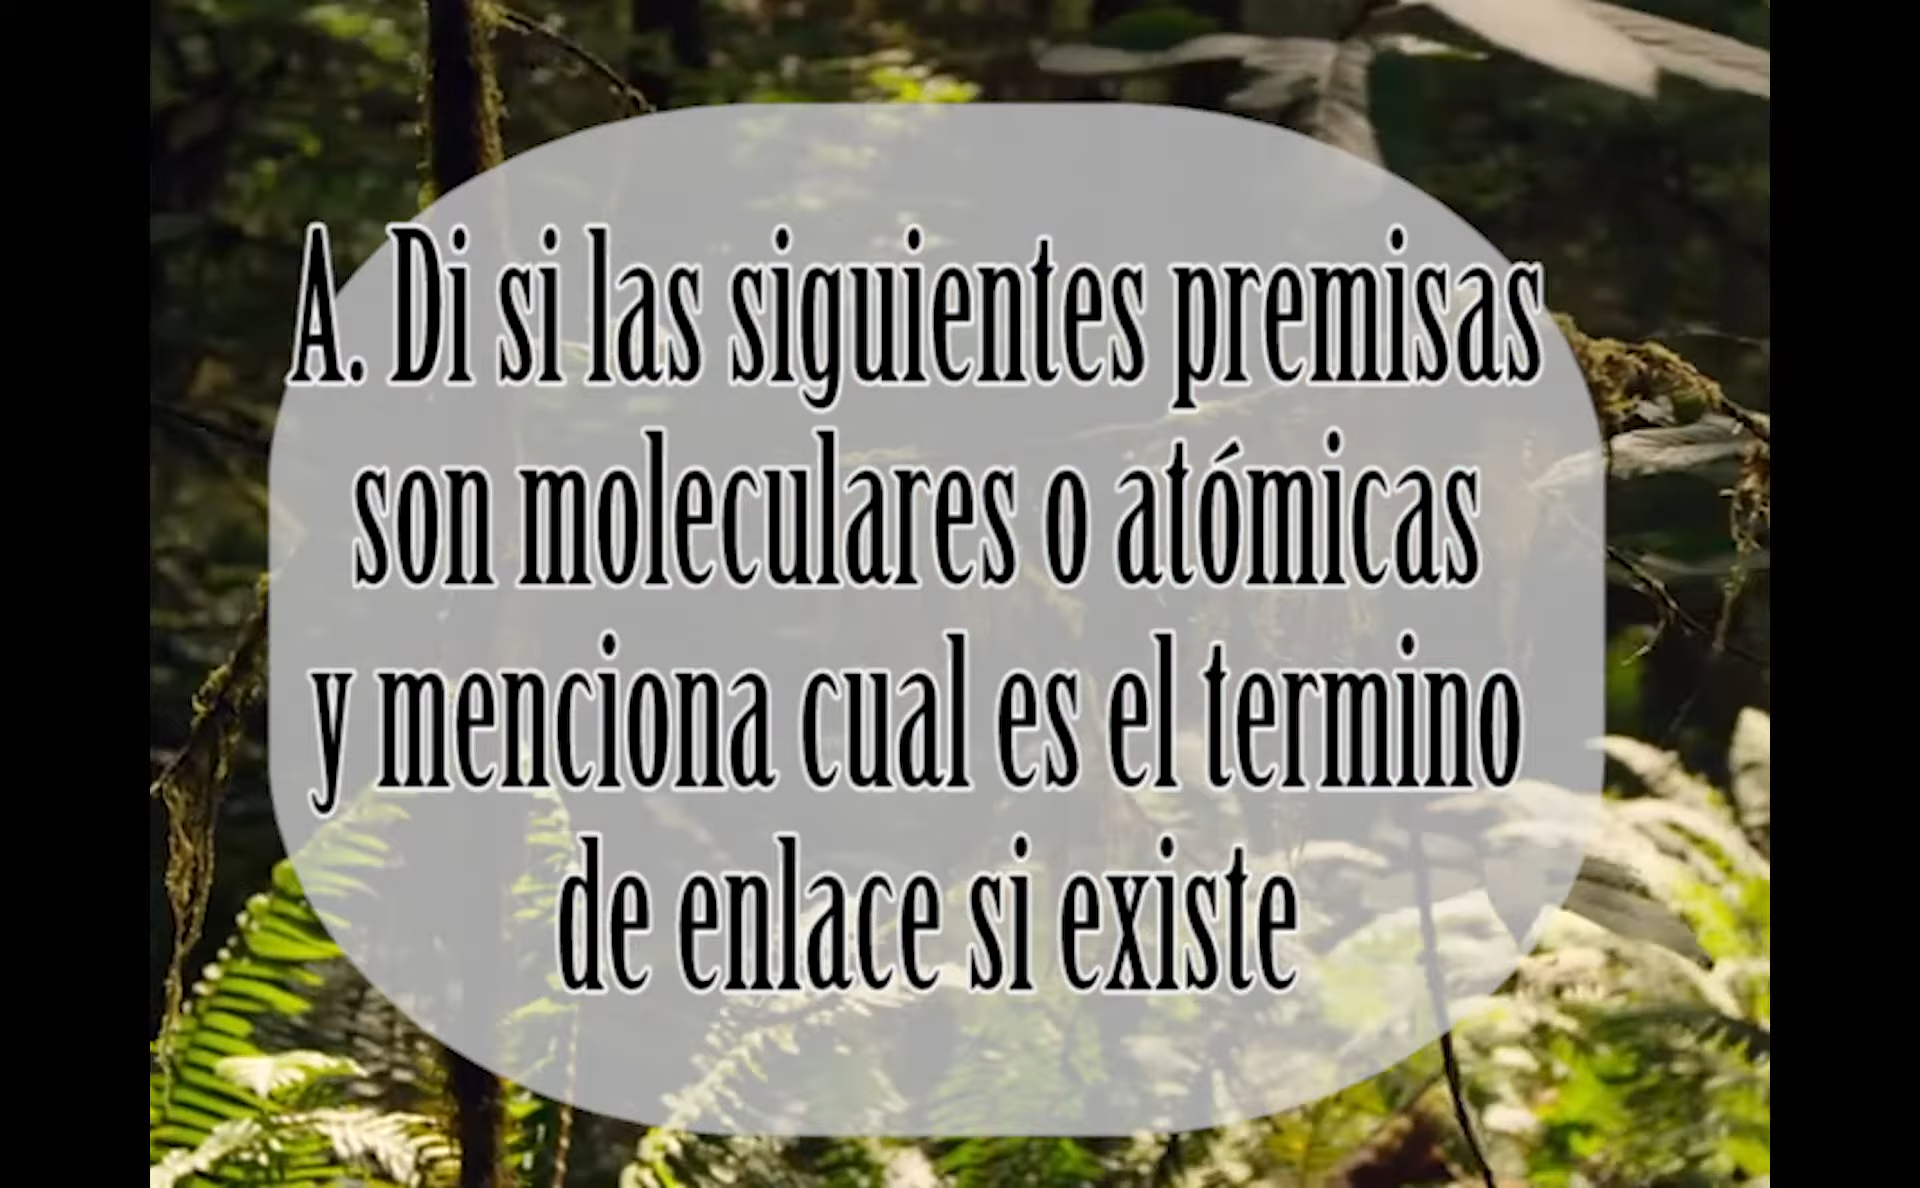 A. Di si las siguientes premisas
son moleculares o atómicas
y menciona cual es el termino
de enlace si existe